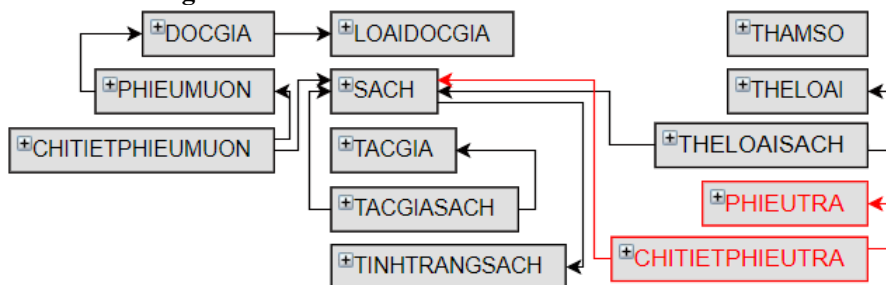 DOCGIA
LOAIDOCGIA
THAMSO
PHIEUMUON
SACH
THELOAI
CHITIETPHIEUMUON
TACGIA
THELOAISACH
TACGIASACH
PHIEUTRA
TINHTRANGSACH
CHITIETPHIEUTRA